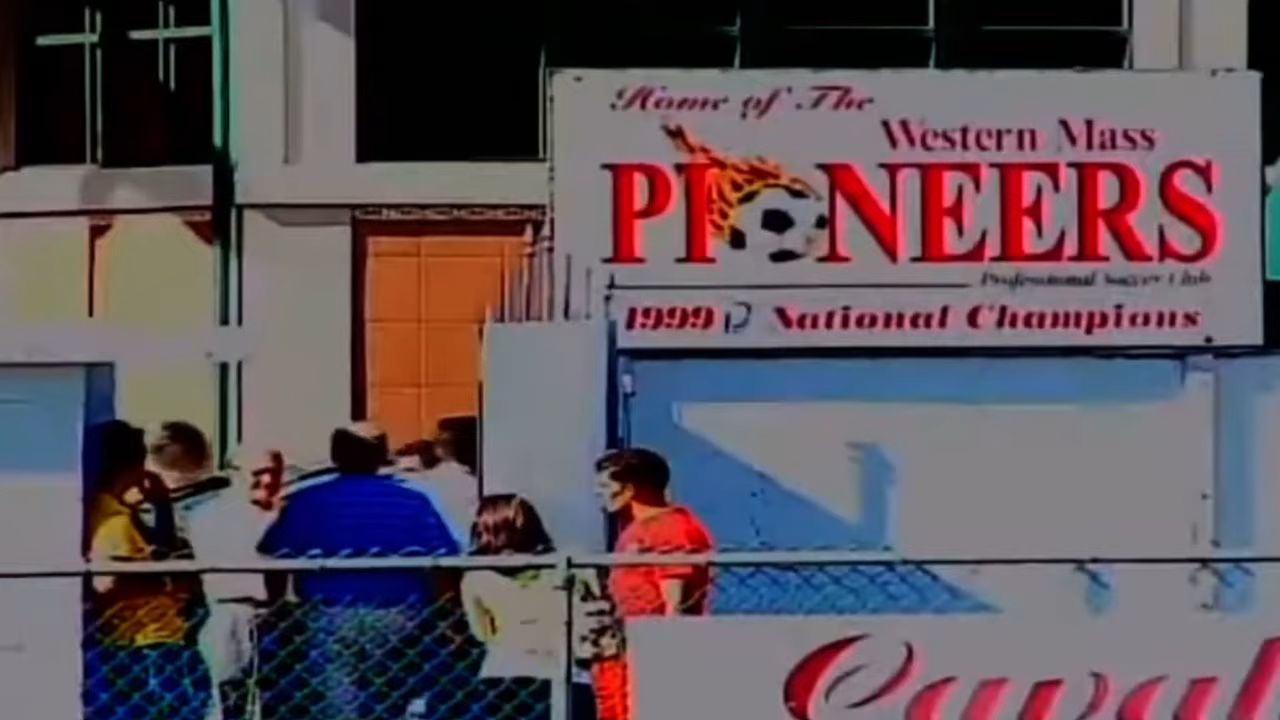 Home of The
Western Mass
PIONEERS
Professional Soccer Club
1999 National Champions